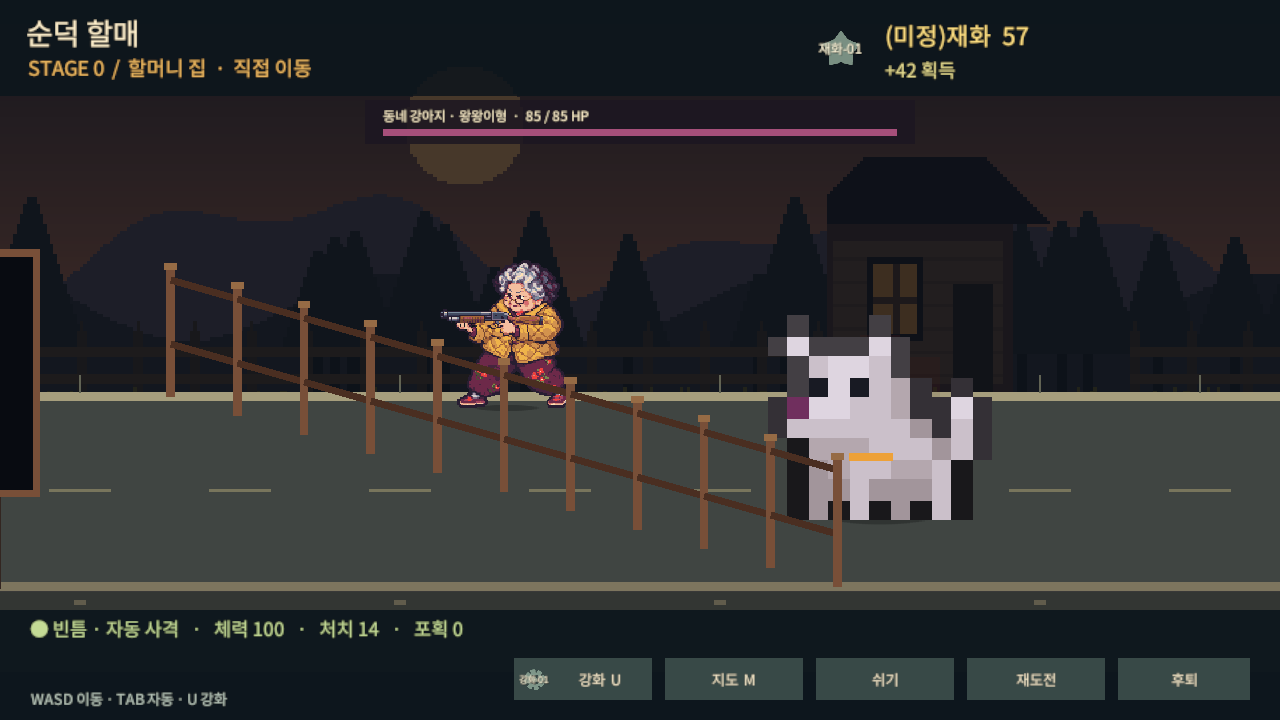 순덕 할매
STAGE 0 / 할머니 집 · 직접 이동
재화-01
(미정)재화 57
+42 획득
동네 강아지 · 왕왕이형 · 85 / 85 HP
빈틈 · 자동 사격 · 체력 100 · 처치 14 · 포획 0
강화-01
강화 U
지도 M
쉬기
재도전
후퇴
WASD 이동 · TAB 자동 · U 강화